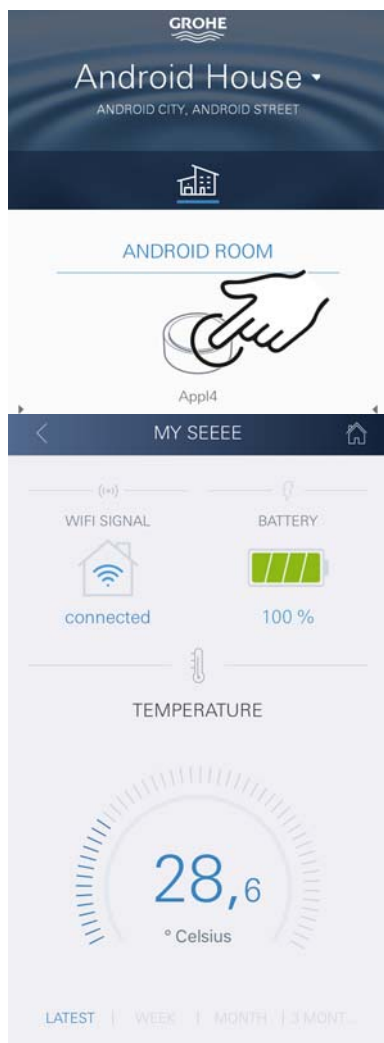 GROHE
Android House
ANDROID CITY, ANDROID STREET
ANDROID ROOM
Appl4
MY SEEEE
WIFI SIGNAL BATTERY
connected 100 %
TEMPERATURE
28,6
° Celsius
LATEST | WEEK | MONTH | 3 MONT...